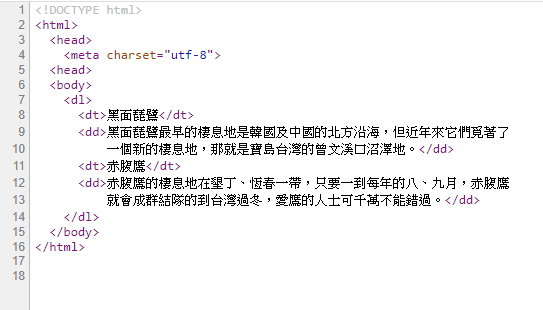 1 <!DOCTYPE html>
2 <html>
3 <head>
4 <meta charset="utf-8">
5 <head>
6 <body>
7 <dl>
8 <dt>黑面琵鷺</dt>
9 <dd>黑面琵鷺最早的棲息地是韓國及中國的北方沿海，但近年來它們覓著了
10 一個新的棲息地，那就是寶島台灣的曾文溪口沼澤地。</dd>
11 <dt>赤腹鷹</dt>
12 <dd>赤腹鷹的棲息地在墾丁、恆春一帶，只要一到每年的八、九月，赤腹鷹
13 就會成群結隊的到台灣過冬，愛鷹的人士可千萬不能錯過。</dd>
14 </dl>
15 </body>
16 </html>
17
18